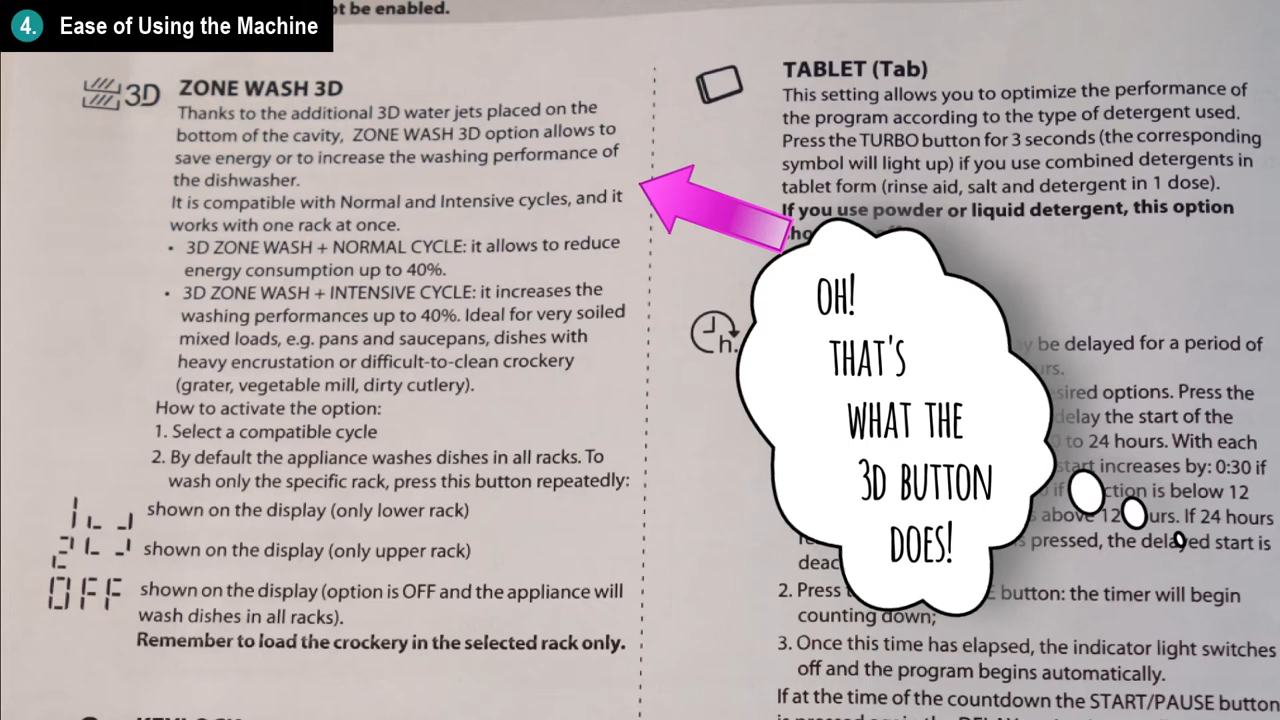 4. Ease of Using the Machine
ot be enabled.
3D ZONE WASH 3D
Thanks to the additional 3D water jets placed on the
bottom of the cavity, ZONE WASH 3D option allows to
save energy or to increase the washing performance of
the dishwasher.
It is compatible with Normal and Intensive cycles, and it
works with one rack at once.
• 3D ZONE WASH + NORMAL CYCLE: it allows to reduce
energy consumption up to 40%.
• 3D ZONE WASH + INTENSIVE CYCLE: it increases the
washing performances up to 40%. Ideal for very soiled
mixed loads, e.g. pans and saucepans, dishes with
heavy encrustation or difficult-to-clean crockery
(grater, vegetable mill, dirty cutlery).
How to activate the option:
1. Select a compatible cycle
2. By default the appliance washes dishes in all racks. To
wash only the specific rack, press this button repeatedly:
shown on the display (only lower rack)
shown on the display (only upper rack)
OFF shown on the display (option is OFF and the appliance will
wash dishes in all racks).
Remember to load the crockery in the selected rack only.
TABLET (Tab)
This setting allows you to optimize the performance of
the program according to the type of detergent used.
Press the TURBO button for 3 seconds (the corresponding
symbol will light up) if you use combined detergents in
tablet form (rinse aid, salt and detergent in 1 dose).
If you use powder or liquid detergent, this option
h.
be delayed for a period of
options. Press the
delay the start of the
to 24 hours. With each
start increases by: 0:30 if
is below 12
above 12 If 24 hours
pressed, the delayed start is
2. Press button: the timer will begin
counting down;
3. Once this time has elapsed, the indicator light switches
off and the program begins automatically.
If at the time of the countdown the START/PAUSE button
OH!
THAT'S
WHAT THE
3D BUTTON
DOES!